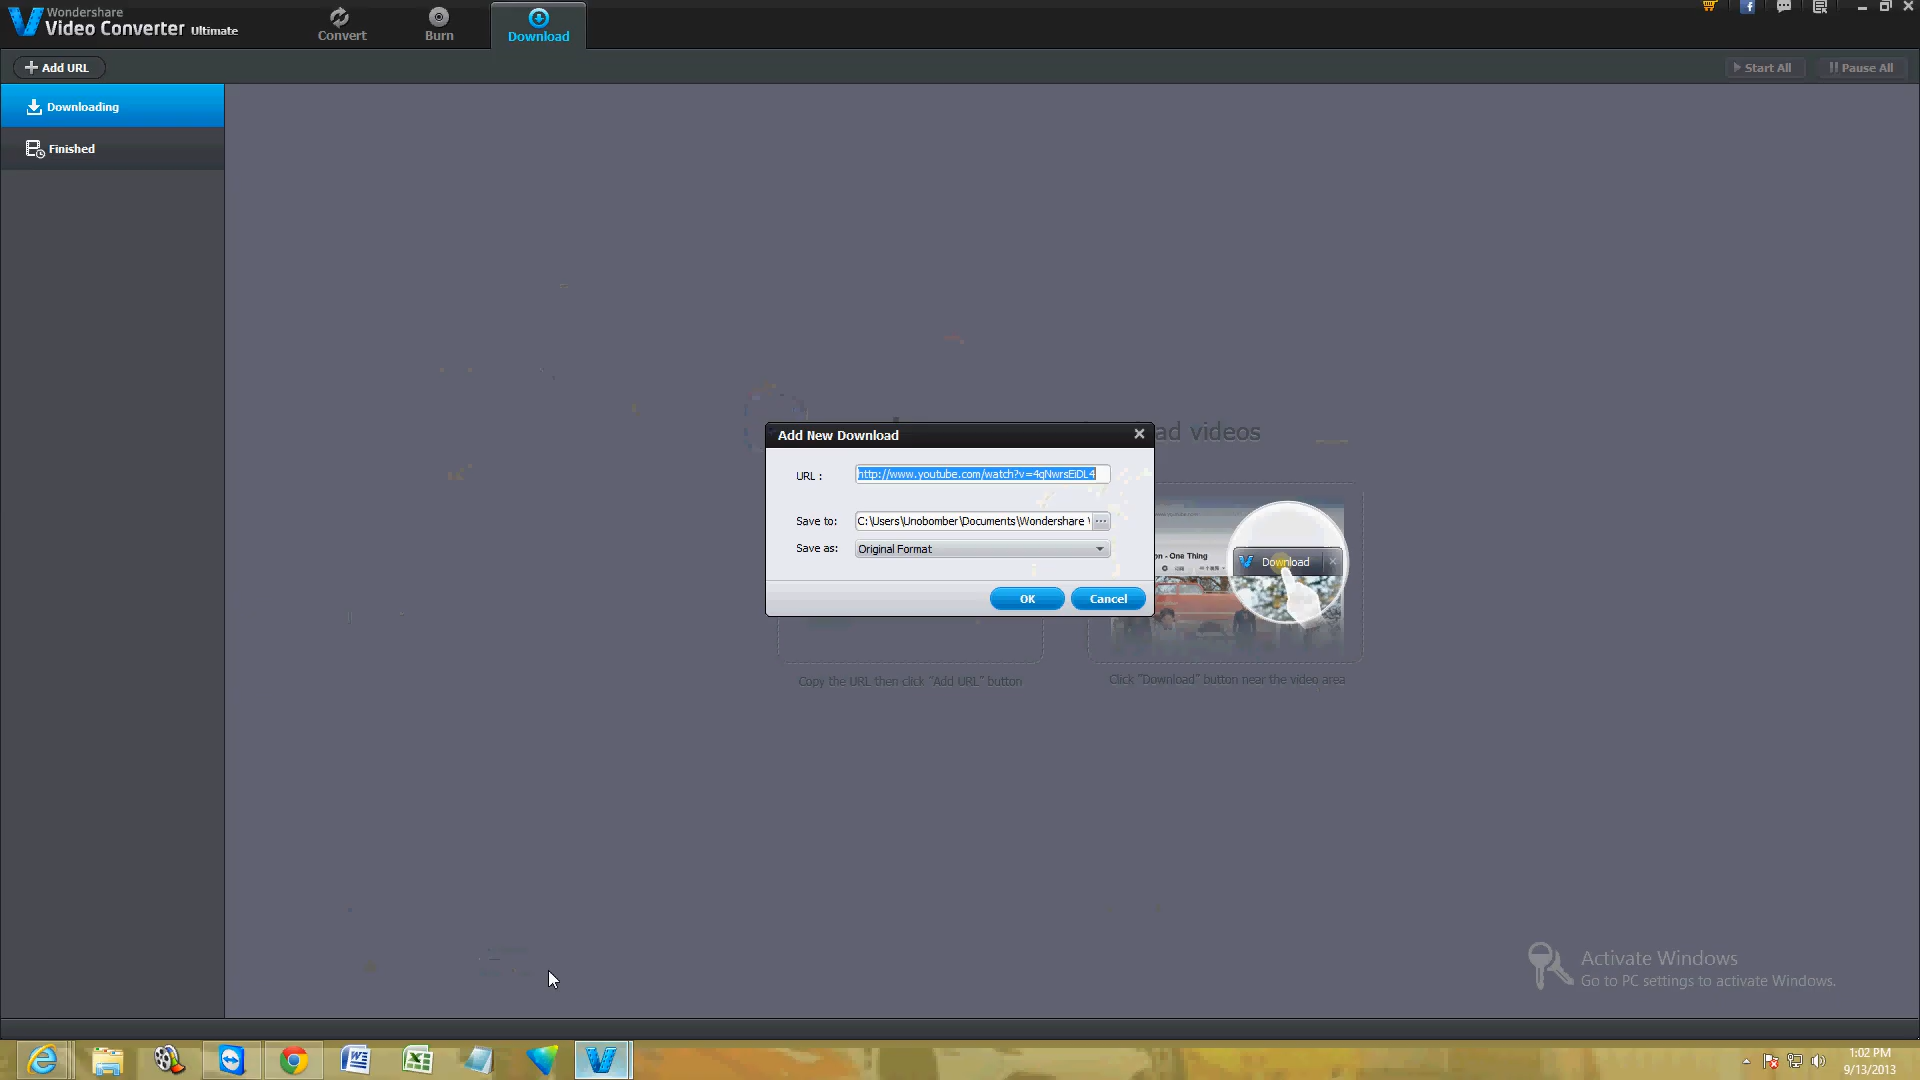 Wondershare
Video Converter Ultimate
Convert
Burn
Download
Add URL
Start All
Pause All
Downloading
Finished
ad videos
Add New Download
URL :
http://www.youtube.com/watch?v=4qNwrsEiDL4
Save to:
C:\Users\Unobomber\Documents\Wondershare \
Save as:
Original Format
OK
Cancel
on - One Thing
Download
Copy the URL then click "Add URL" button
Click "Download" button near the video area
Activate Windows
Go to PC settings to activate Windows.
1:02 PM
9/13/2013